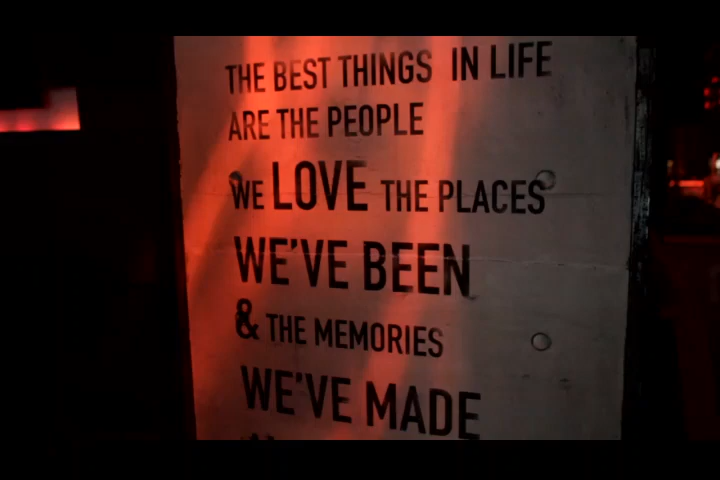 THE BEST THINGS IN LIFE
ARE THE PEOPLE
WE LOVE THE PLACES
WE'VE BEEN
& THE MEMORIES
WE'VE MADE